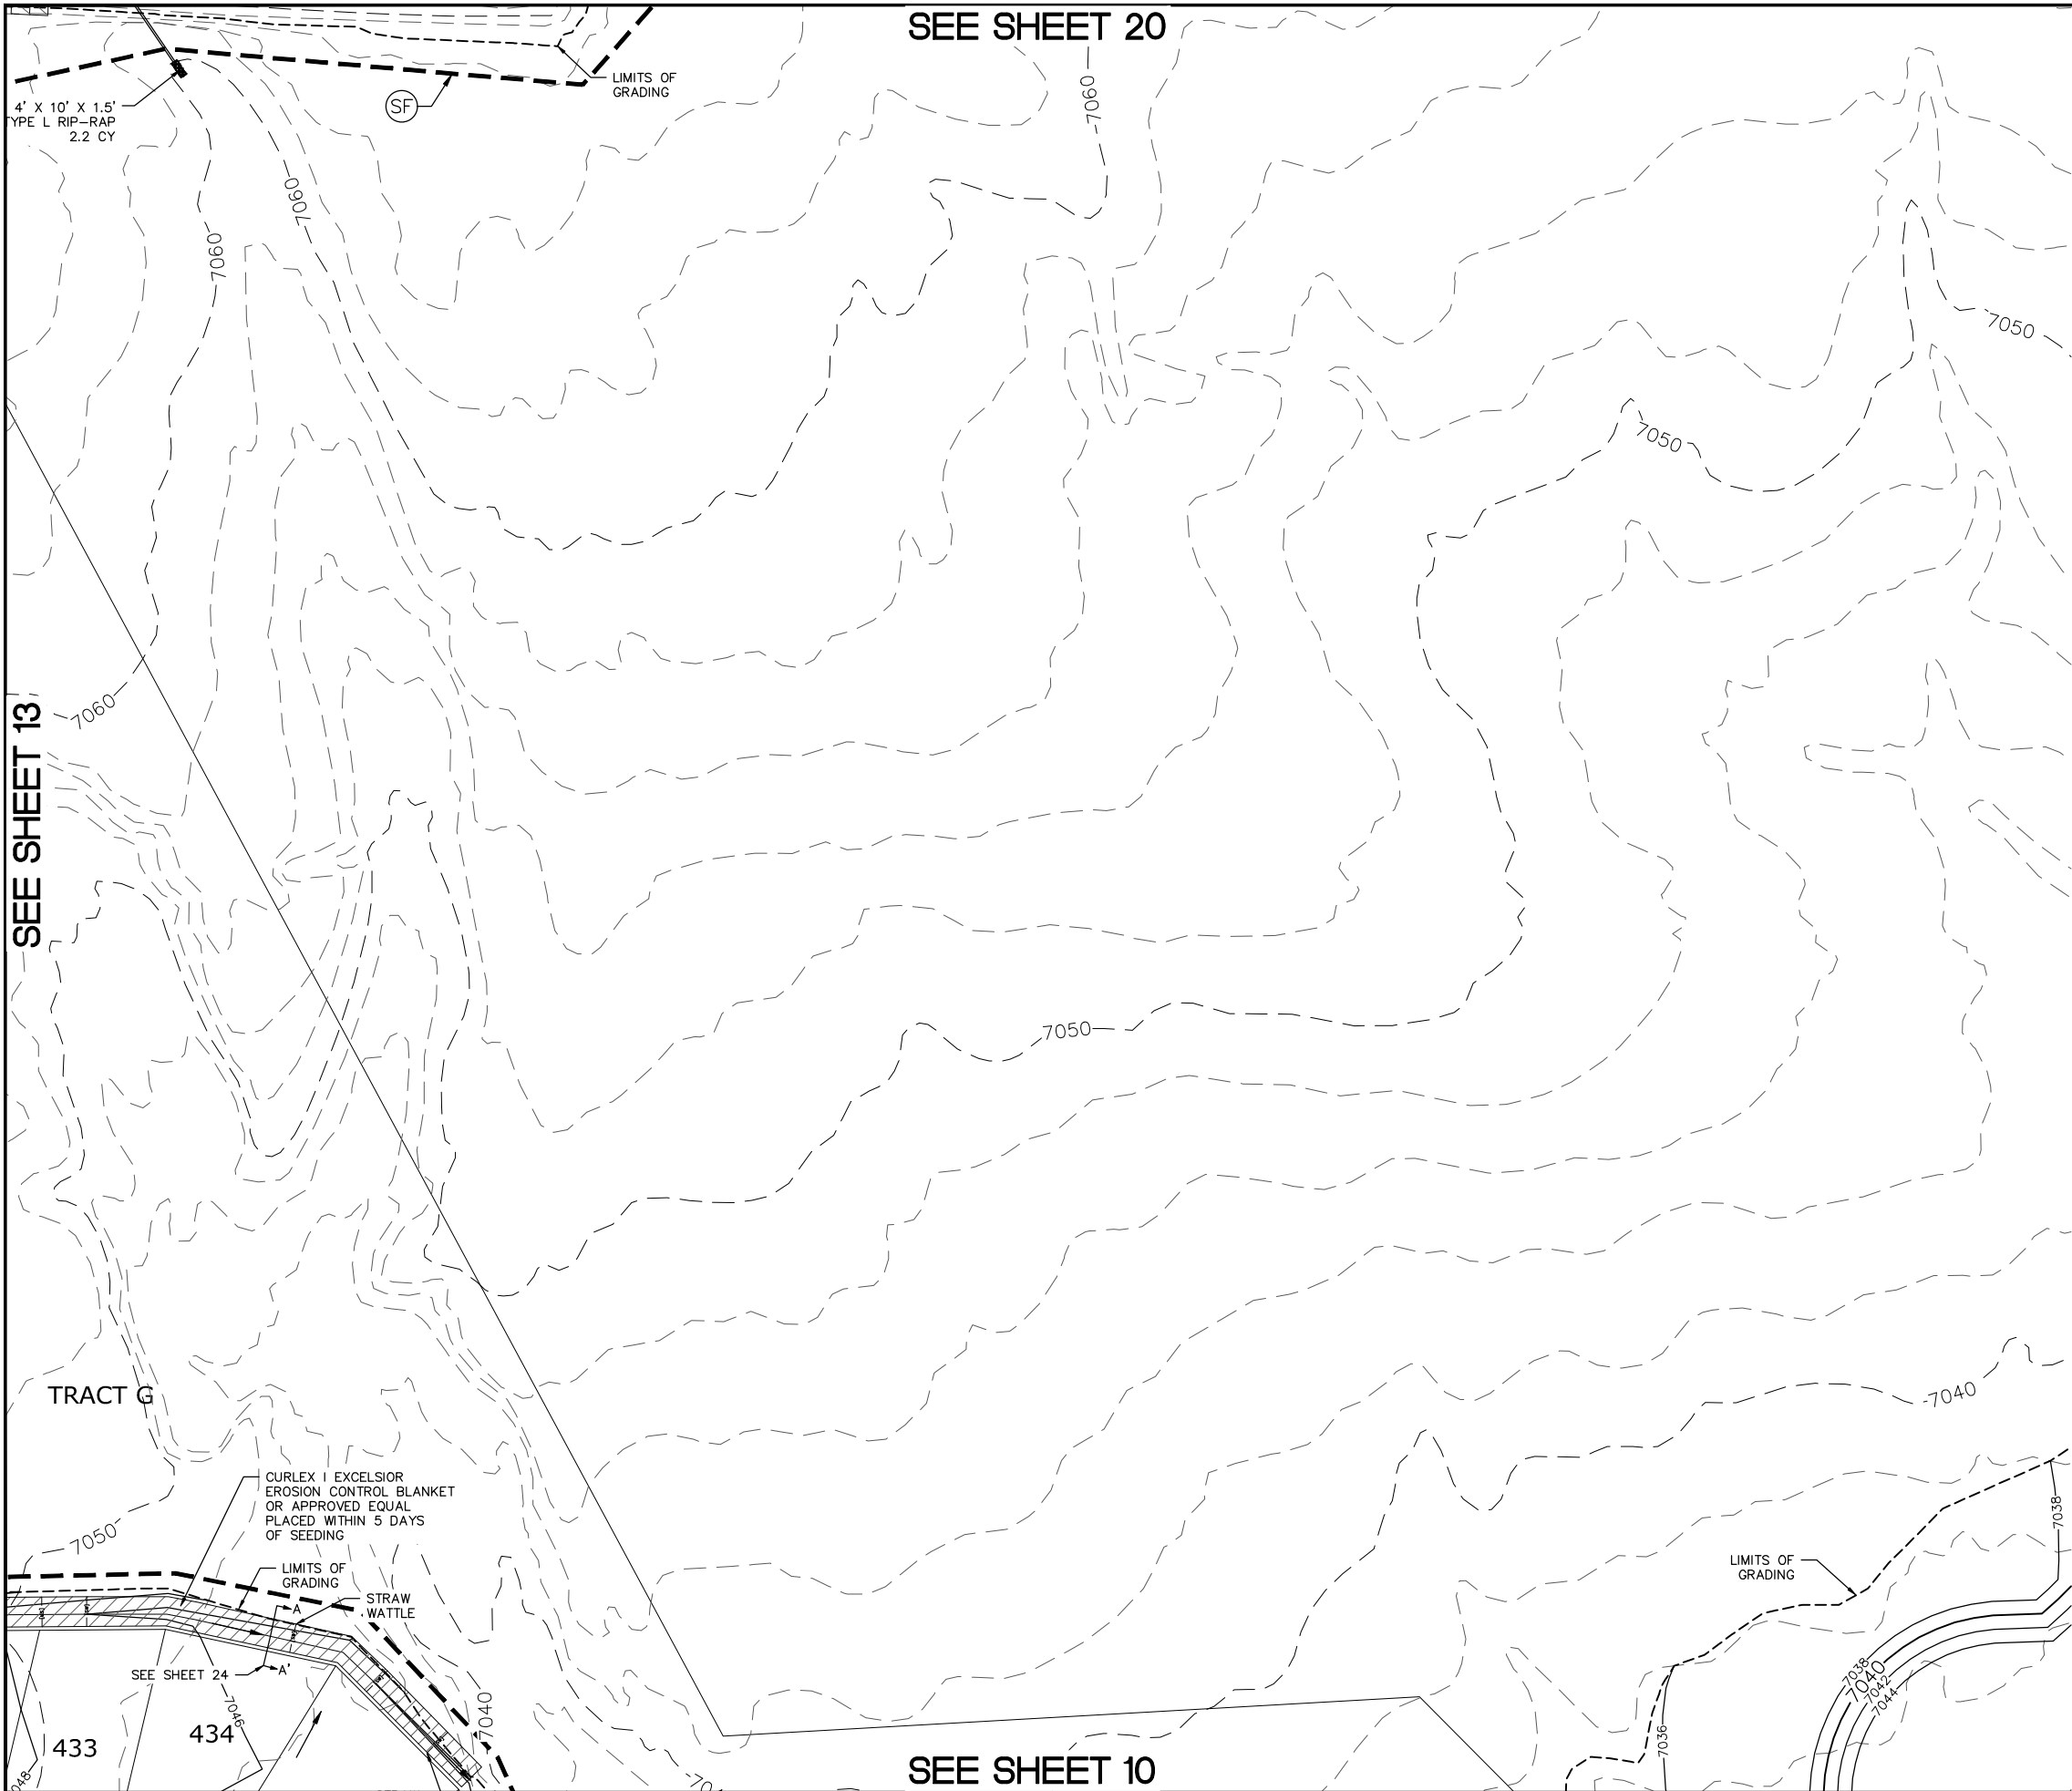 SEE SHEET 20
LIMITS OF
GRADING
SF
4' X 10' X 1.5'
TYPE L RIP-RAP
2.2 CY
7060
7060
7060
7050
7050
SEE SHEET 13
7060
7050
TRACT G
7040
CURLEX I EXCELSIOR
EROSION CONTROL BLANKET
OR APPROVED EQUAL
PLACED WITHIN 5 DAYS
OF SEEDING
7050
LIMITS OF
GRADING
STRAW
WATTLE
A
A'
SEE SHEET 24
7046
433
434
7040
LIMITS OF
GRADING
7038
7038
7040
7042
7044
7036
SEE SHEET 10